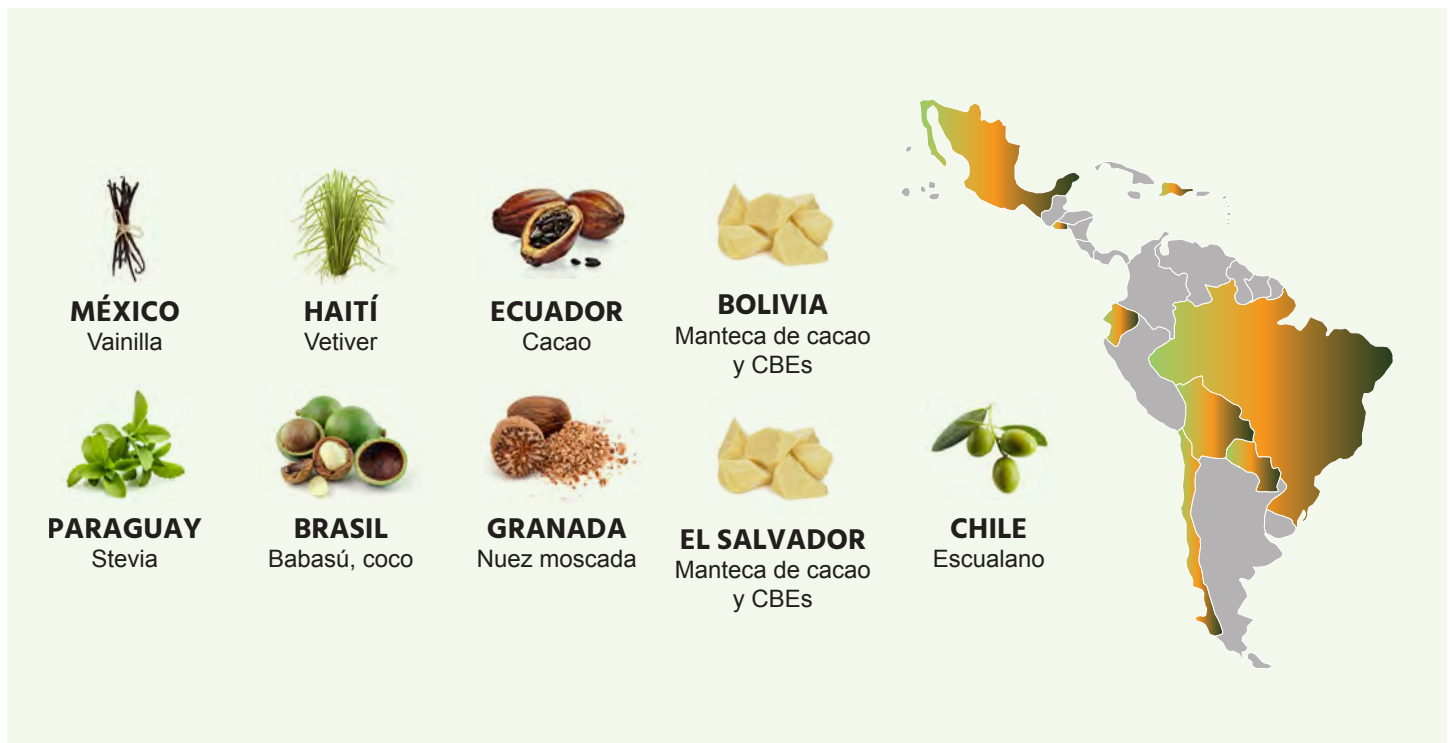 MÉXICO
Vainilla
HAITÍ
Vetiver
ECUADOR
Cacao
BOLIVIA
Manteca de cacao
y CBEs
PARAGUAY
Stevia
BRASIL
Babasú, coco
GRANADA
Nuez moscada
EL SALVADOR
Manteca de cacao
y CBEs
CHILE
Escualano